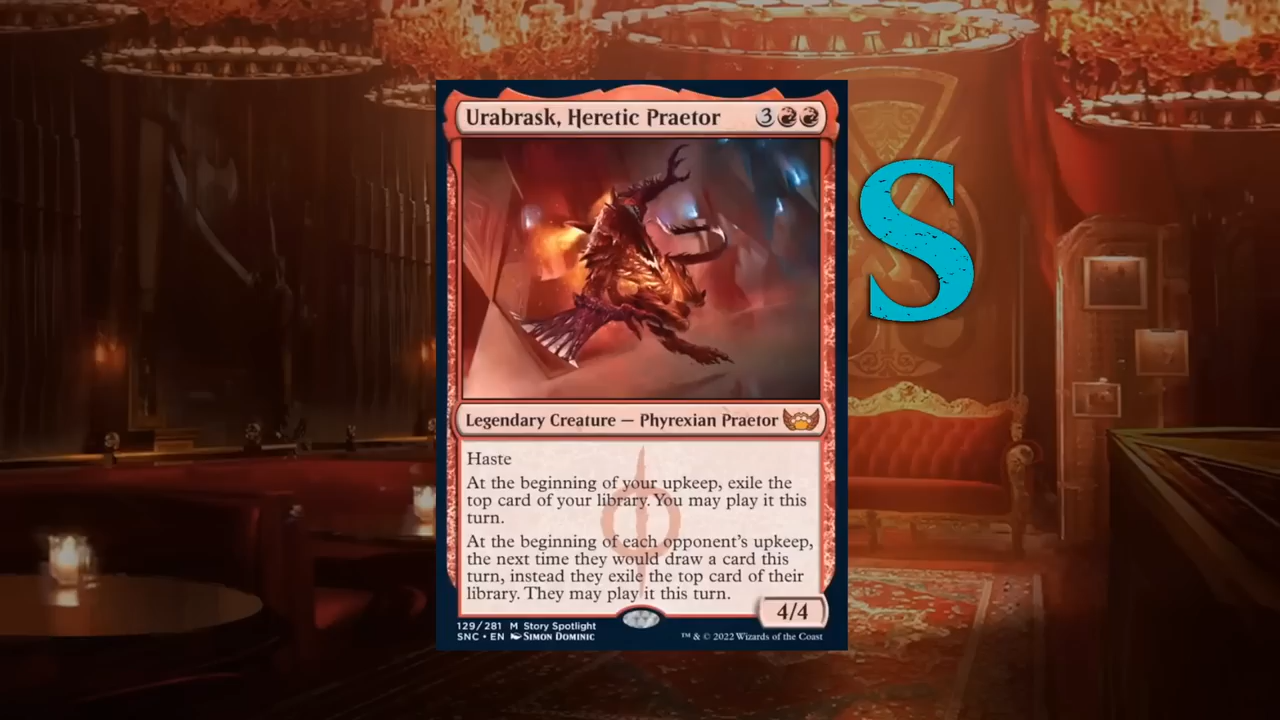 Urabrask, Heretic Praetor 3
S
Legendary Creature — Phyrexian Praetor
Haste
At the beginning of your upkeep, exile the
top card of your library. You may play it this
turn.
At the beginning of each opponent's upkeep,
the next time they would draw a card this
turn, instead they exile the top card of their
library. They may play it this turn.
4/4
129/281 M Story Spotlight
SNC • EN Simon Dominic
™ & © 2022 Wizards of the Coast